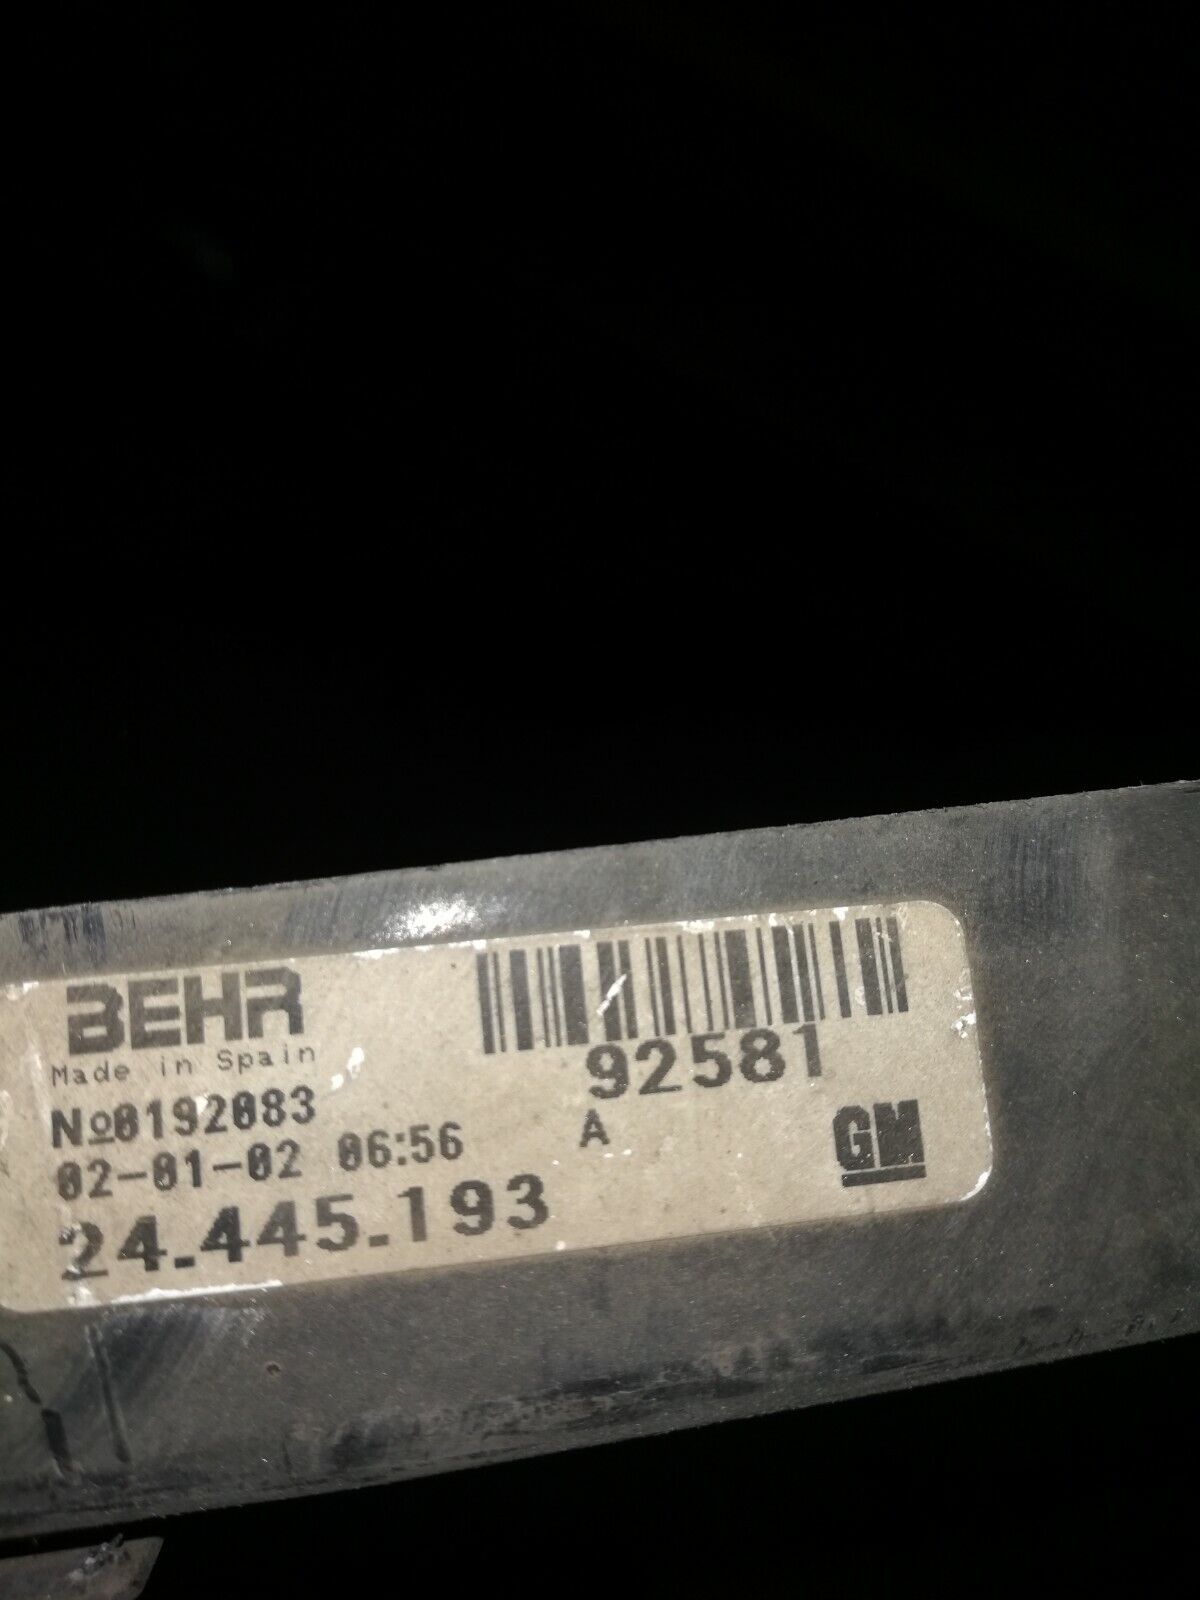 BEHR
Made in Spain
Nº0192083
02-01-02 06:56
24.445.193
92581
A
GM